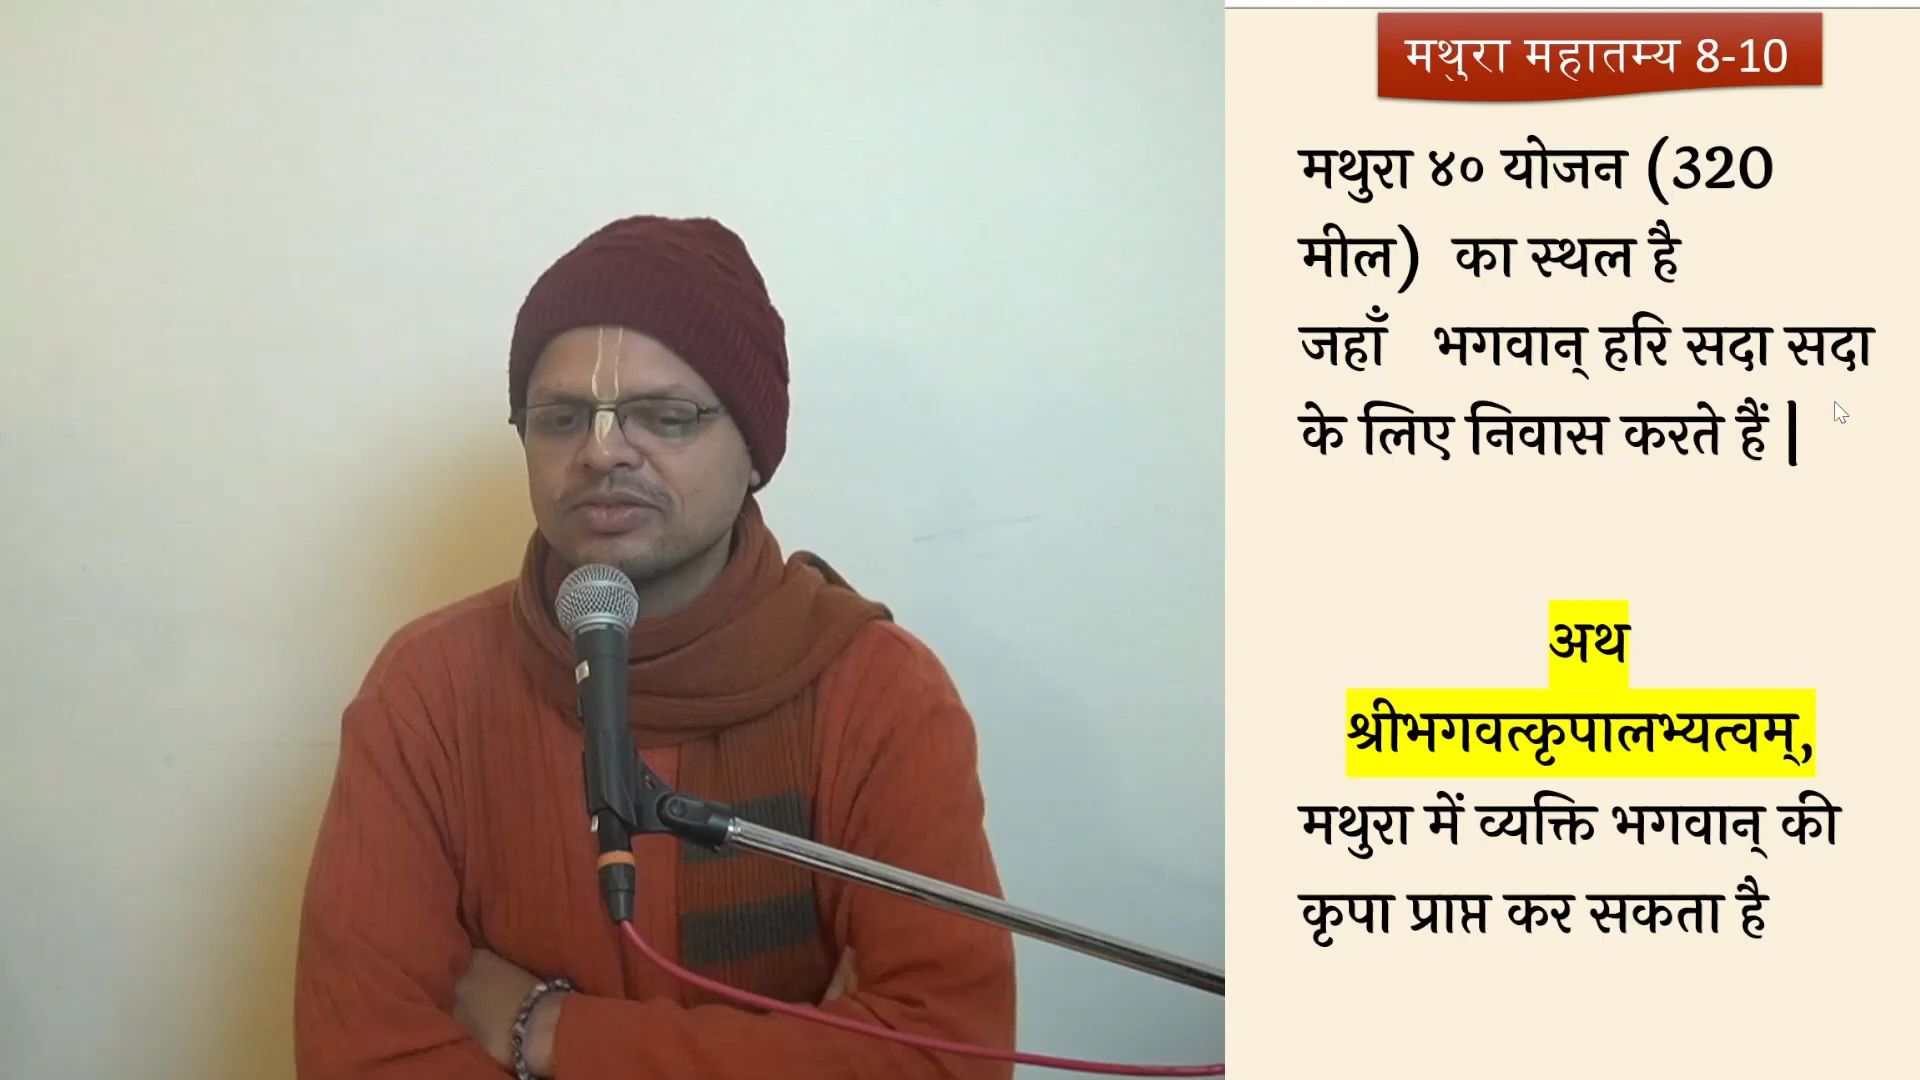 मथुरा महातम्य 8-10
मथुरा ४० योजन (320
मील) का स्थल है
जहाँ भगवान् हरि सदा सदा
के लिए निवास करते हैं |
अथ
श्रीभगवत्कृपालभ्यत्वम्,
मथुरा में व्यक्ति भगवान् की
कृपा प्राप्त कर सकता है